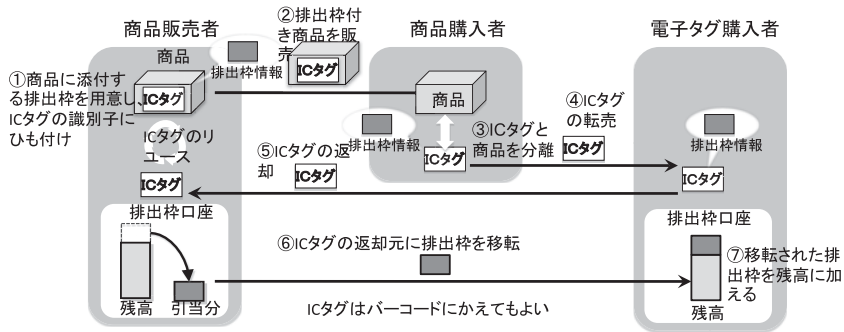 商品販売者
商品購入者
電子タグ購入者
②排出枠付
き商品を販
売
商品
排出枠情報
ICタグ
ICタグ
商品
①商品に添付す
る排出枠を用意し、
ICタグの識別子に
ひも付け
ICタグのリ
ユース
排出枠情報
③ICタグと
商品を分離
④ICタグ
の転売
ICタグ
排出枠情報
ICタグ
⑤ICタグの返
却
ICタグ
ICタグ
ICタグ
排出枠口座
排出枠口座
⑥ICタグの返却元に排出枠を移転
⑦移転された排
出枠を残高に加
える
残高
引当分
ICタグはバーコードにかえてもよい
残高